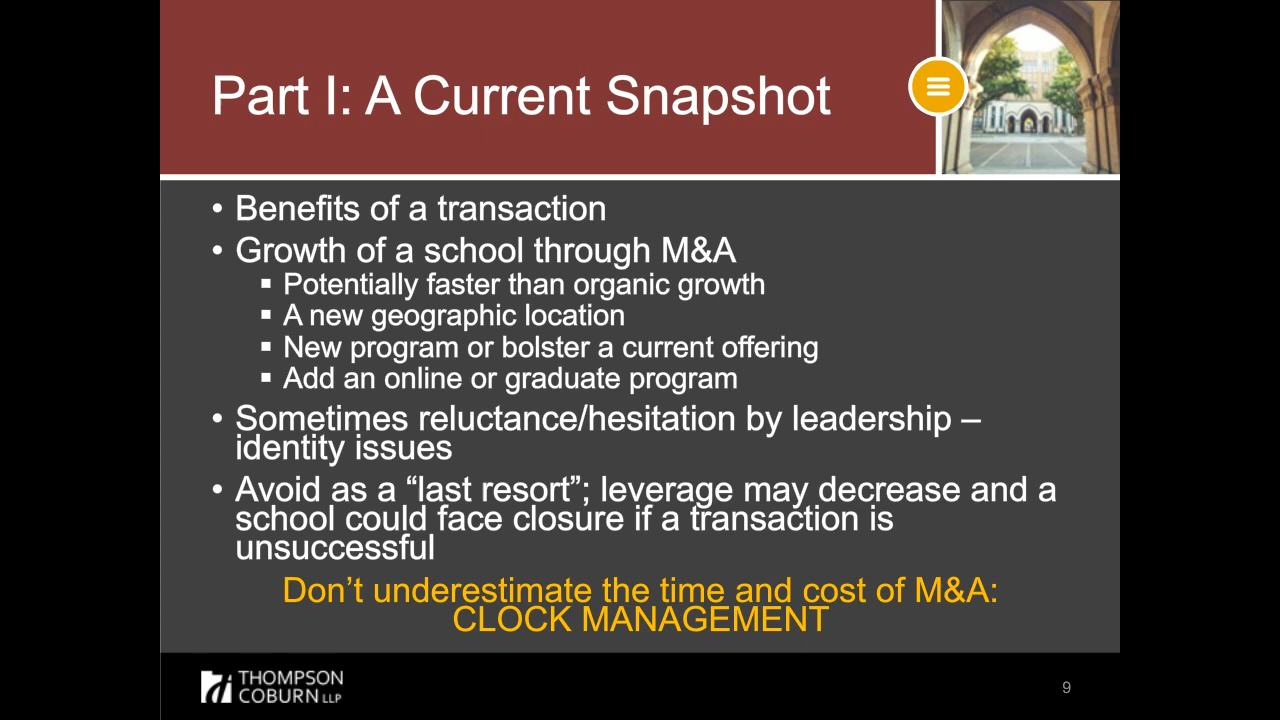 Part I: A Current Snapshot
• Benefits of a transaction
• Growth of a school through M&A
▪ Potentially faster than organic growth
▪ A new geographic location
▪ New program or bolster a current offering
▪ Add an online or graduate program
• Sometimes reluctance/hesitation by leadership –
identity issues
• Avoid as a “last resort”; leverage may decrease and a
school could face closure if a transaction is
unsuccessful
Don’t underestimate the time and cost of M&A:
CLOCK MANAGEMENT
THOMPSON
COBURN LLP
9